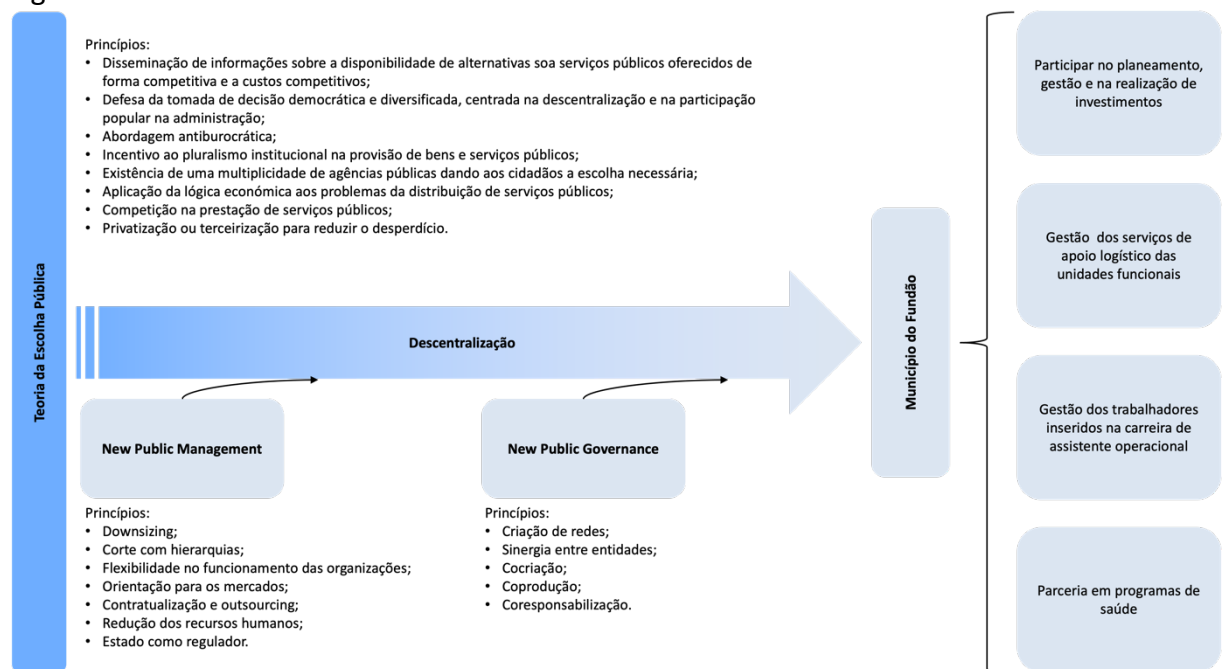 Teoria da Escolha Pública
Princípios:
• Disseminação de informações sobre a disponibilidade de alternativas soa serviços públicos oferecidos de
forma competitiva e a custos competitivos;
• Defesa da tomada de decisão democrática e diversificada, centrada na descentralização e na participação
popular na administração;
• Abordagem antiburocrática;
• Incentivo ao pluralismo institucional na provisão de bens e serviços públicos;
• Existência de uma multiplicidade de agências públicas dando aos cidadãos a escolha necessária;
• Aplicação da lógica económica aos problemas da distribuição de serviços públicos;
• Competição na prestação de serviços públicos;
• Privatização ou terceirização para reduzir o desperdício.
Descentralização
New Public Management
Princípios:
• Downsizing;
• Corte com hierarquias;
• Flexibilidade no funcionamento das organizações;
• Orientação para os mercados;
• Contratualização e outsourcing;
• Redução dos recursos humanos;
• Estado como regulador.
New Public Governance
Princípios:
• Criação de redes;
• Sinergia entre entidades;
• Cocriação;
• Coprodução;
• Coresponsabilização.
Município do Fundão
Participar no planeamento,
gestão e na realização de
investimentos
Gestão dos serviços de
apoio logístico das
unidades funcionais
Gestão dos trabalhadores
inseridos na carreira de
assistente operacional
Parceria em programas de
saúde